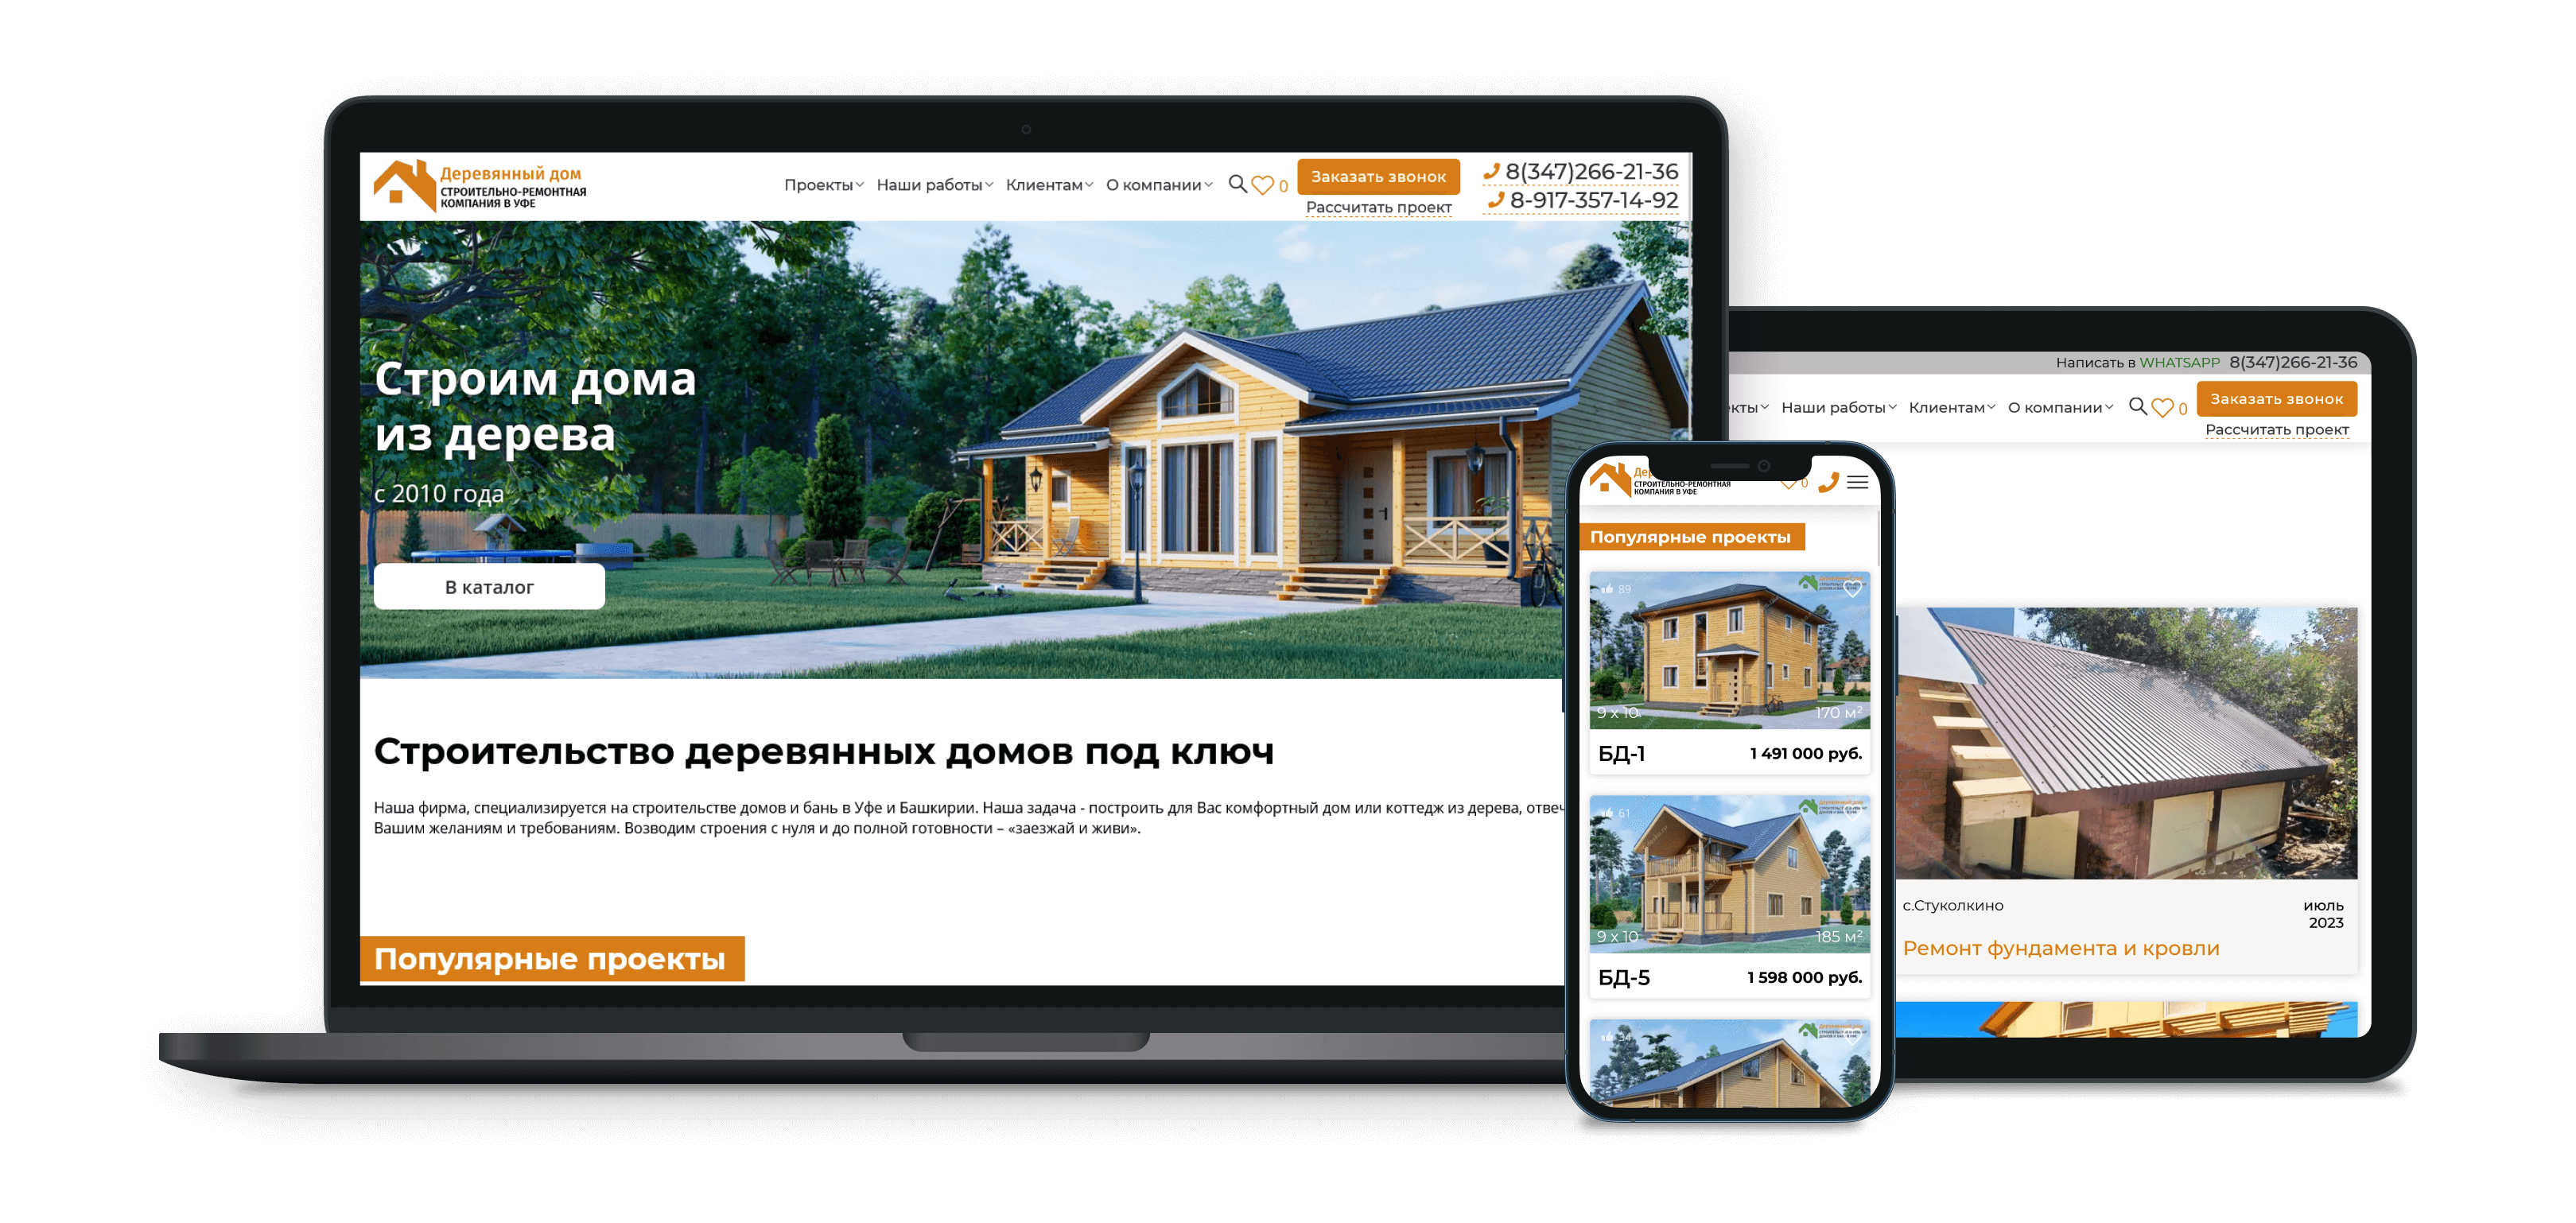 Деревянный дом
СТРОИТЕЛЬНО-РЕМОНТНАЯ
КОМПАНИЯ В УФЕ
Проекты
Наши работы
Клиентам
О компании
0
Заказать звонок
Рассчитать проект
8(347)266-21-36
8-917-357-14-92
Строим дома
из дерева
с 2010 года
В каталог
Строительство деревянных домов под ключ
Наша фирма, специализируется на строительстве домов и бань в Уфе и Башкирии. Наша задача - построить для Вас комфортный дом или коттедж из дерева, отвеч
Вашим желаниям и требованиям. Возводим строения с нуля и до полной готовности – «заезжай и живи».
Популярные проекты
СТРОИТЕЛЬНО-РЕМОНТНАЯ
КОМПАНИЯ В УФЕ
0
Популярные проекты
89
9 x 10
170 м²
БД-1
1 491 000 руб.
61
9 x 10
185 м²
БД-5
1 598 000 руб.
34
Написать в WHATSAPP 8(347)266-21-36
кты
Наши работы
Клиентам
О компании
0
Заказать звонок
Рассчитать проект
с.Стуколкино
июль
2023
Ремонт фундамента и кровли